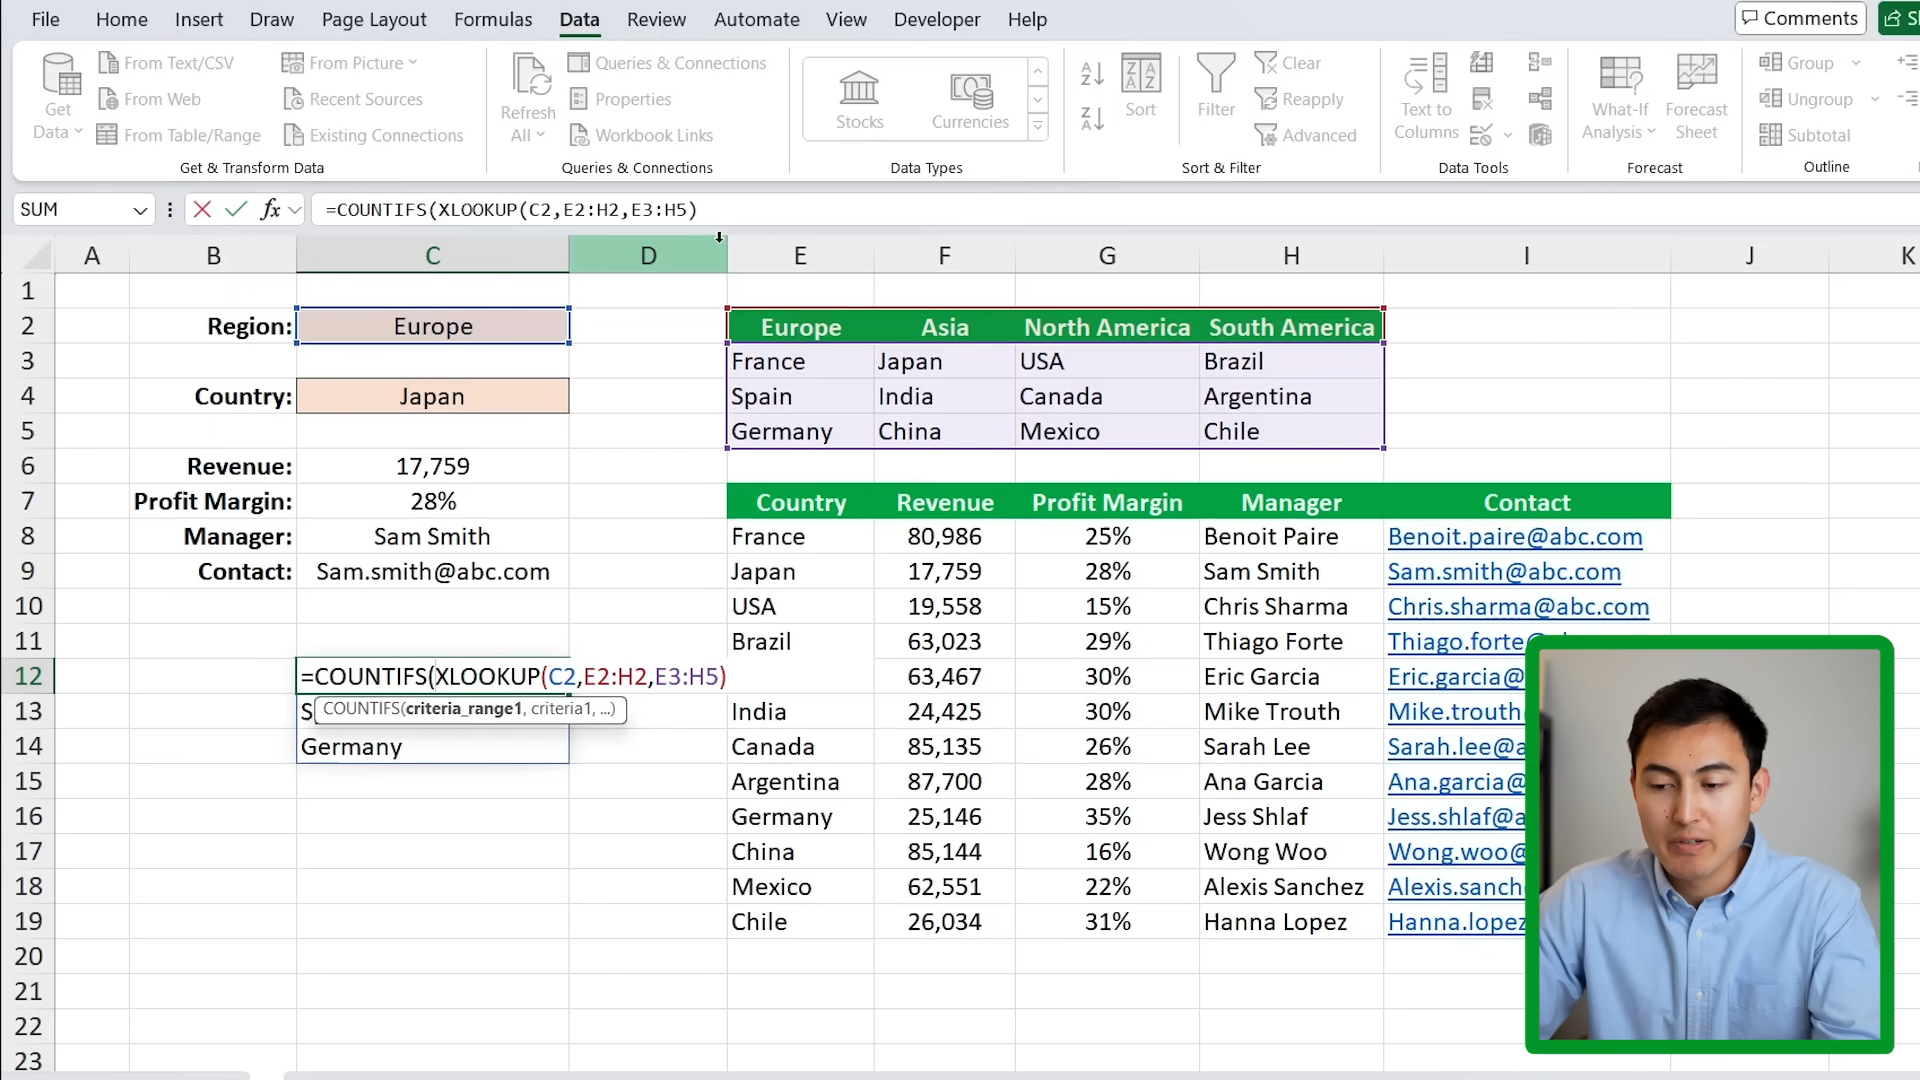 File Home Insert Draw Page Layout Formulas Data Review Automate View Developer Help Comments
Get Data
From Text/CSV
From Web
From Table/Range
From Picture
Recent Sources
Existing Connections
Get & Transform Data
Refresh All
Queries & Connections
Properties
Workbook Links
Queries & Connections
Stocks
Currencies
Data Types
Sort
Filter
Clear
Reapply
Advanced
Sort & Filter
Text to Columns
Data Tools
What-If Analysis
Forecast Sheet
Forecast
Group
Ungroup
Subtotal
Outline
SUM fx =COUNTIFS(XLOOKUP(C2,E2:H2,E3:H5)
A B C D E F G H I J K
1
2 Region: Europe Europe Asia North America South America
3 France Japan USA Brazil
4 Country: Japan Spain India Canada Argentina
5 Germany China Mexico Chile
6 Revenue: 17,759
7 Profit Margin: 28% Country Revenue Profit Margin Manager Contact
8 Manager: Sam Smith France 80,986 25% Benoit Paire Benoit.paire@abc.com
9 Contact: Sam.smith@abc.com Japan 17,759 28% Sam Smith Sam.smith@abc.com
10 USA 19,558 15% Chris Sharma Chris.sharma@abc.com
11 Brazil 63,023 29% Thiago Forte
12 =COUNTIFS(XLOOKUP(C2,E2:H2,E3:H5) 63,467 30% Eric Garcia Eric.garcia@
COUNTIFS(criteria_range1, criteria1, ...)
13 India 24,425 30% Mike Trouth Mike.trouth
14 Germany Canada 85,135 26% Sarah Lee Sarah.lee@
15 Argentina 87,700 28% Ana Garcia Ana.garcia@
16 Germany 25,146 35% Jess Shlaf Jess.shlaf@
17 China 85,144 16% Wong Woo Wong.woo@
18 Mexico 62,551 22% Alexis Sanchez Alexis.sanch
19 Chile 26,034 31% Hanna Lopez Hanna.lopez
20
21
22
23